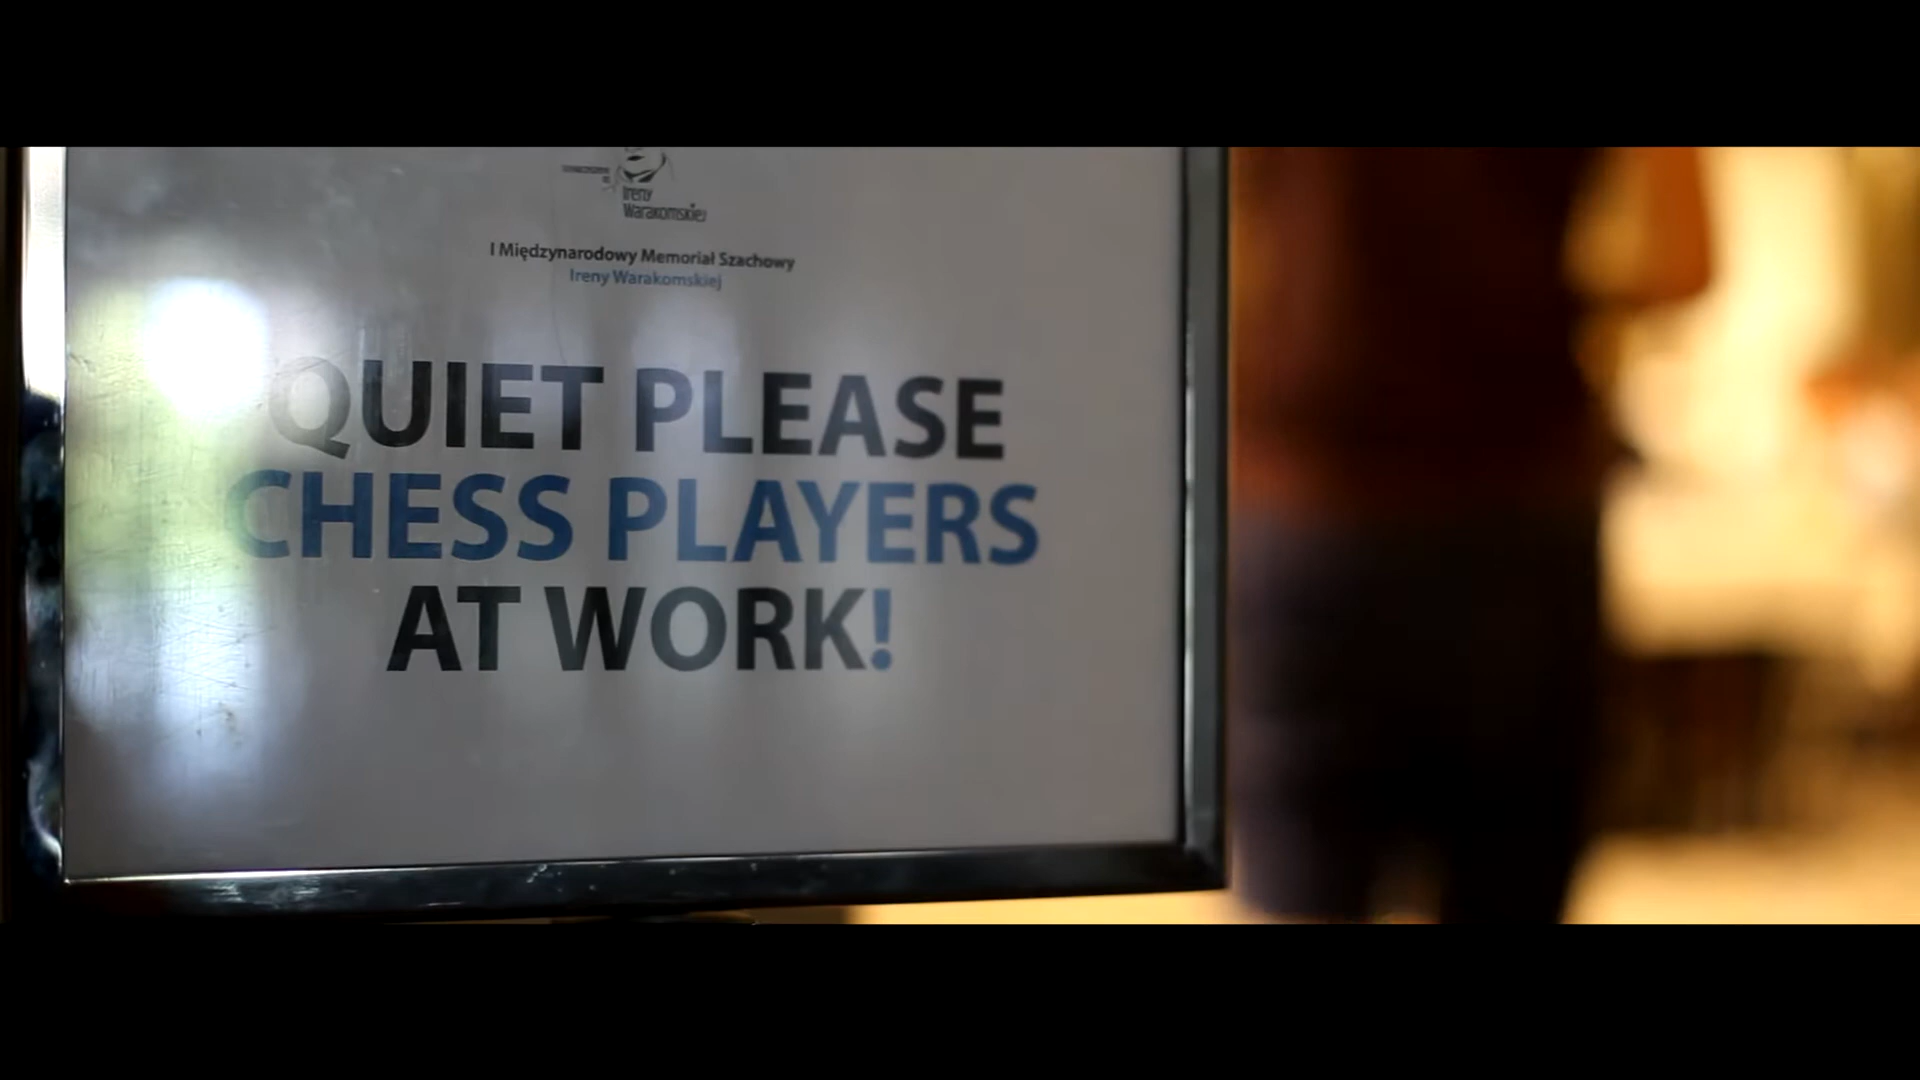 Ireny
Warakomskiej
I Międzynarodowy Memoriał Szachowy
Ireny Warakomskiej
QUIET PLEASE
CHESS PLAYERS
AT WORK!